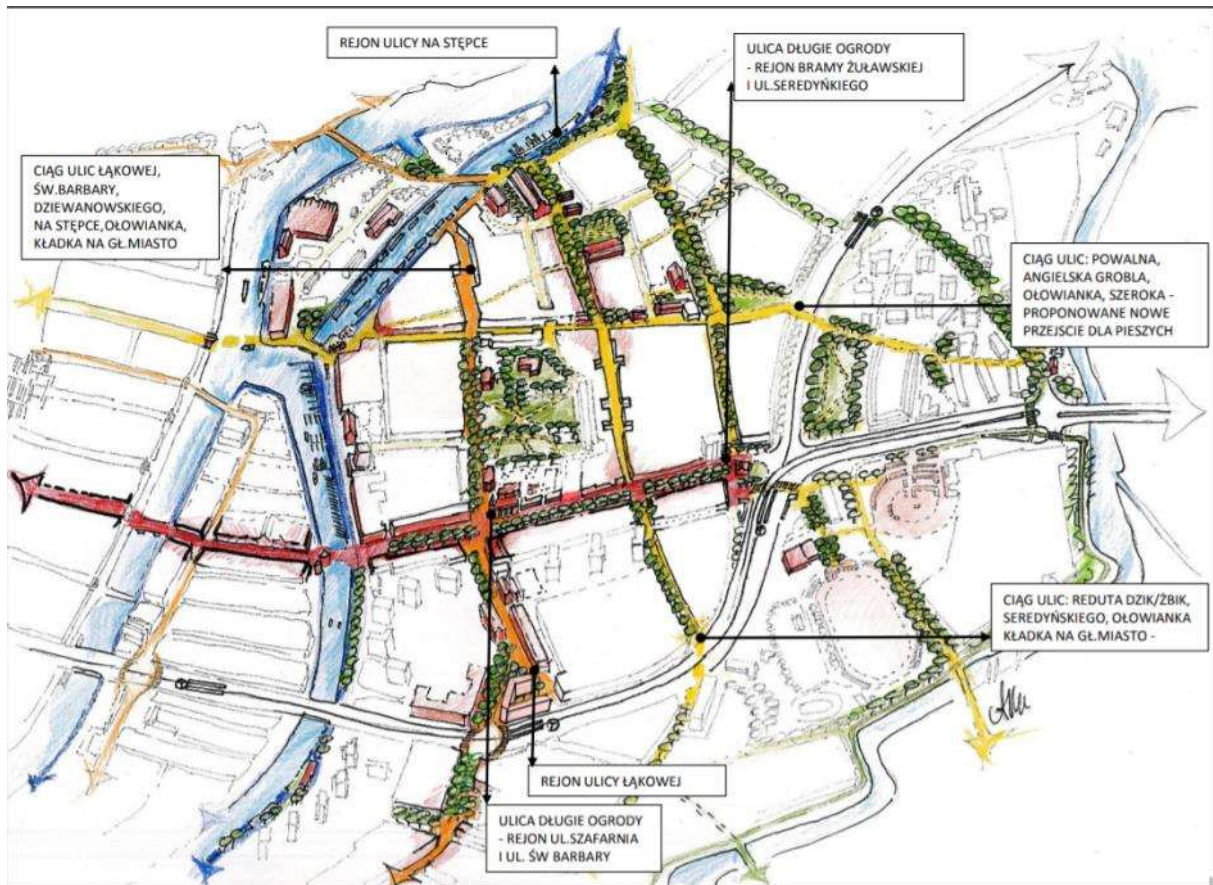 REJON ULICY NA STĘPCE
ULICA DŁUGIE OGRODY
- REJON BRAMY ŻUŁAWSKIEJ
I UL.SEREDYŃKIEGO
CIĄG ULIC ŁĄKOWEJ,
ŚW.BARBARY,
DZIEWANOWSKIEGO,
NA STĘPCE,OŁOWIANKA,
KŁADKA NA GŁ.MIASTO
CIĄG ULIC: POWALNA,
ANGIELSKA GROBLA,
OŁOWIANKA, SZEROKA -
PROPONOWANE NOWE
PRZEJSCIE DLA PIESZYCH
CIĄG ULIC: REDUTA DZIK/ŻBIK,
SEREDYŃSKIEGO, OŁOWIANKA
KŁADKA NA GŁ.MIASTO -
REJON ULICY ŁĄKOWEJ
ULICA DŁUGIE OGRODY
- REJON UL.SZAFARNIA
I UL. ŚW BARBARY